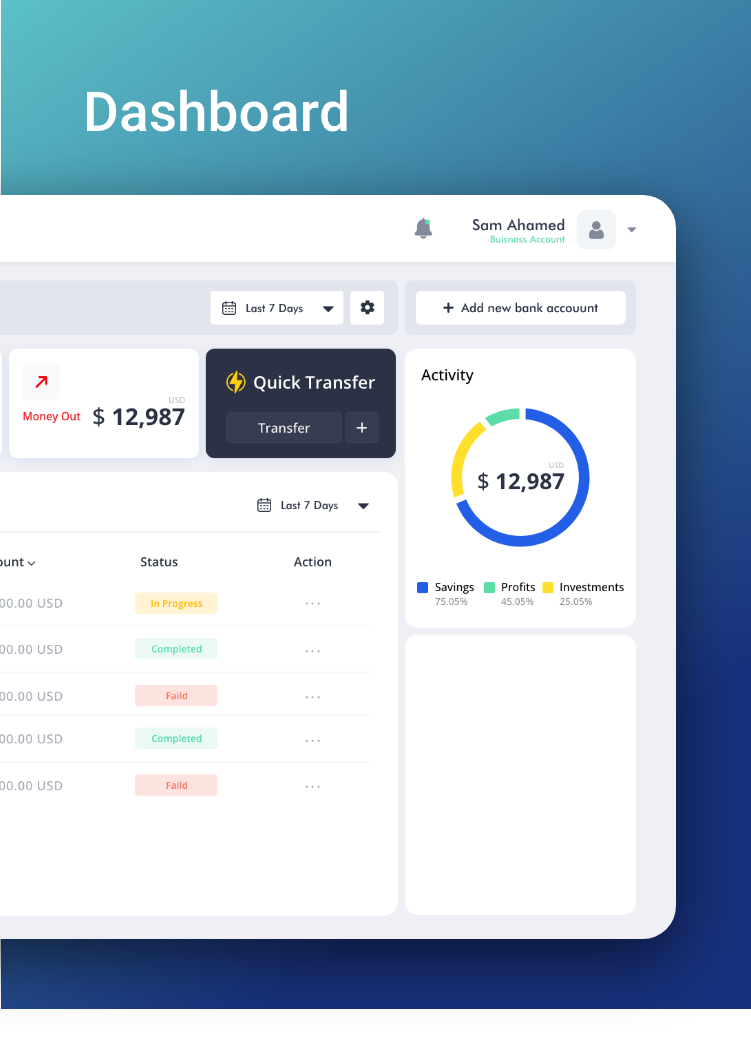 Dashboard
Sam Ahamed
Buisness Account
Last 7 Days
+ Add new bank accouunt
USD
Money Out $ 12,987
Quick Transfer
Transfer +
Activity
USD
$ 12,987
Savings Profits Investments
75.05% 45.05% 25.05%
Last 7 Days
ount Status Action
00.00 USD In Progress ...
00.00 USD Completed ...
00.00 USD Faild ...
00.00 USD Completed ...
00.00 USD Faild ...